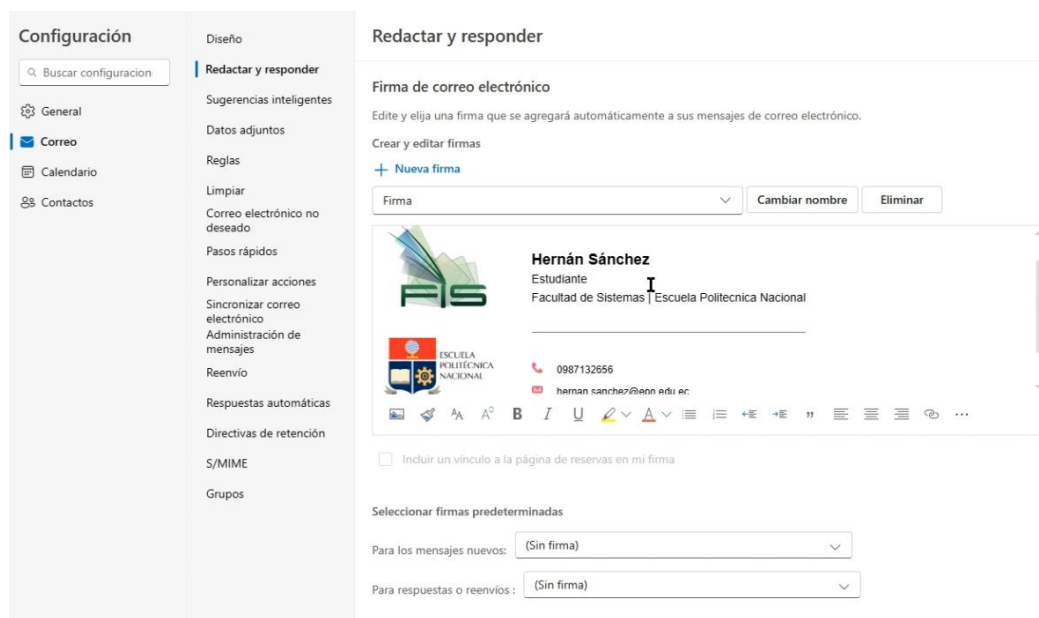 Configuración
Buscar configuracion
General
Correo
Calendario
Contactos
Diseño
Redactar y responder
Sugerencias inteligentes
Datos adjuntos
Reglas
Limpiar
Correo electrónico no
deseado
Pasos rápidos
Personalizar acciones
Sincronizar correo
electrónico
Administración de
mensajes
Reenvío
Respuestas automáticas
Directivas de retención
S/MIME
Grupos
Redactar y responder
Firma de correo electrónico
Edite y elija una firma que se agregará automáticamente a sus mensajes de correo electrónico.
Crear y editar firmas
+ Nueva firma
Firma
Cambiar nombre
Eliminar
FIS
Hernán Sánchez
Estudiante
Facultad de Sistemas | Escuela Politecnica Nacional
ESCUELA
POLITÉCNICA
NACIONAL
0987132656
hernan.sanchez@epn.edu.ec
Incluir un vínculo a la página de reservas en mi firma
Seleccionar firmas predeterminadas
Para los mensajes nuevos: (Sin firma)
Para respuestas o reenvíos : (Sin firma)